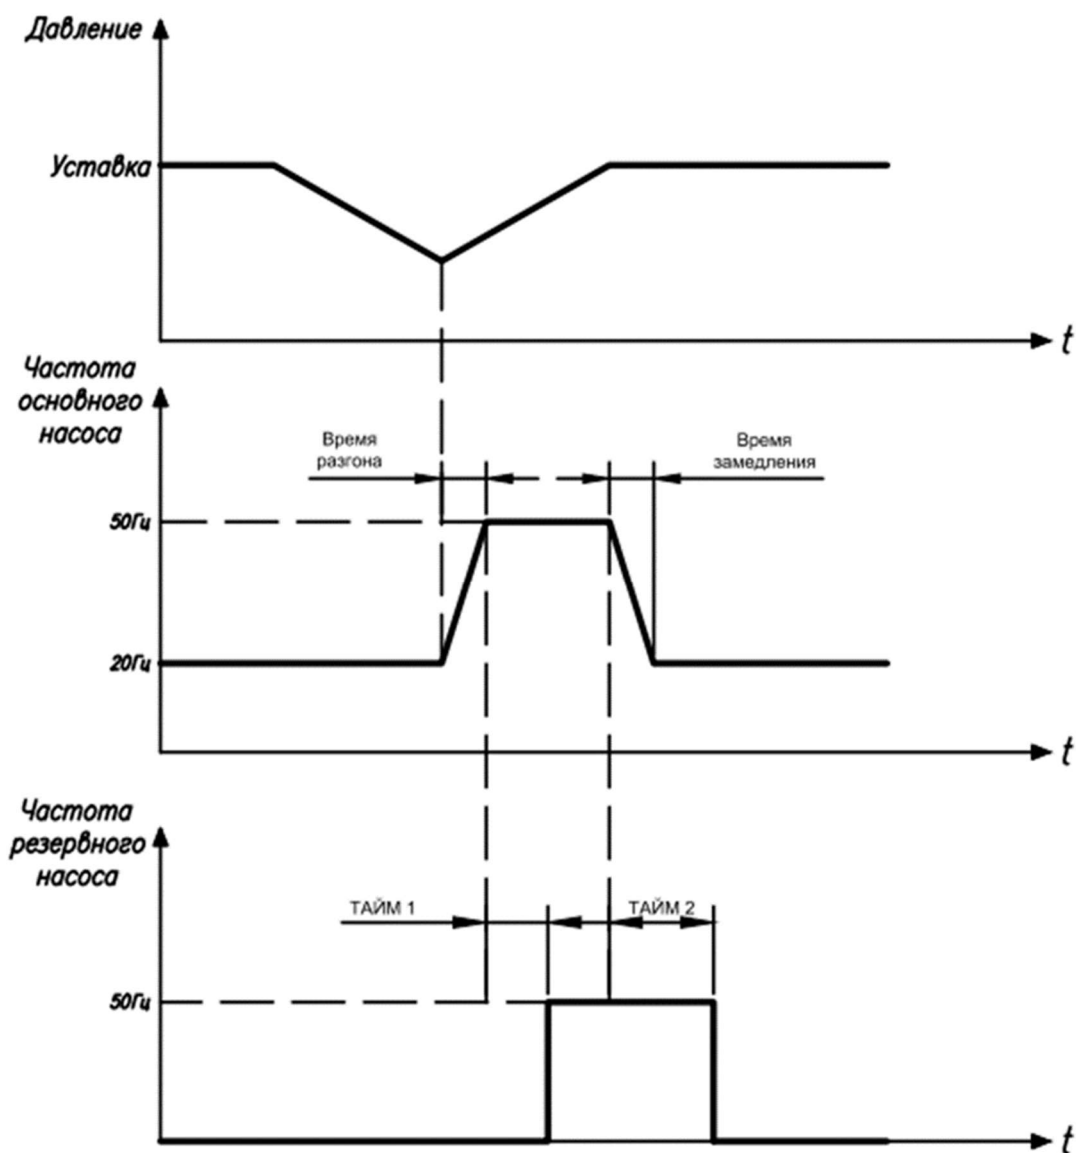 Давление
Уставка
t
Частота
основного
насоса
Время
разгона
Время
замедления
50Гц
20Гц
t
Частота
резервного
насоса
ТАЙМ 1
ТАЙМ 2
50Гц
t